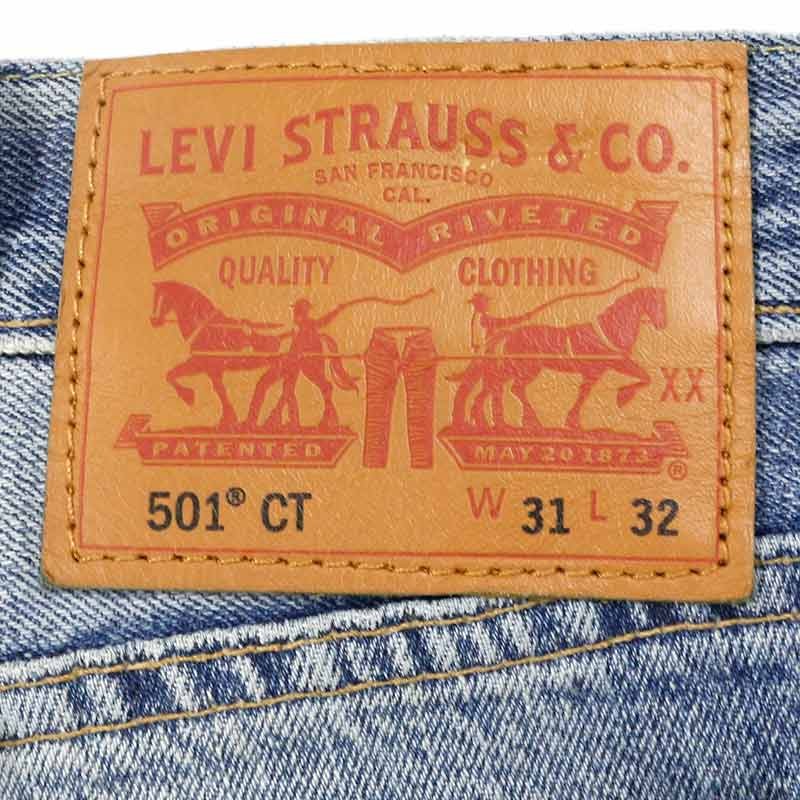 LEVI STRAUSS & CO.
SAN FRANCISCO
CAL.
ORIGINAL RIVETED
QUALITY CLOTHING
XX
PATENTED MAY 20 1873 ®
501® CT W 31 L 32